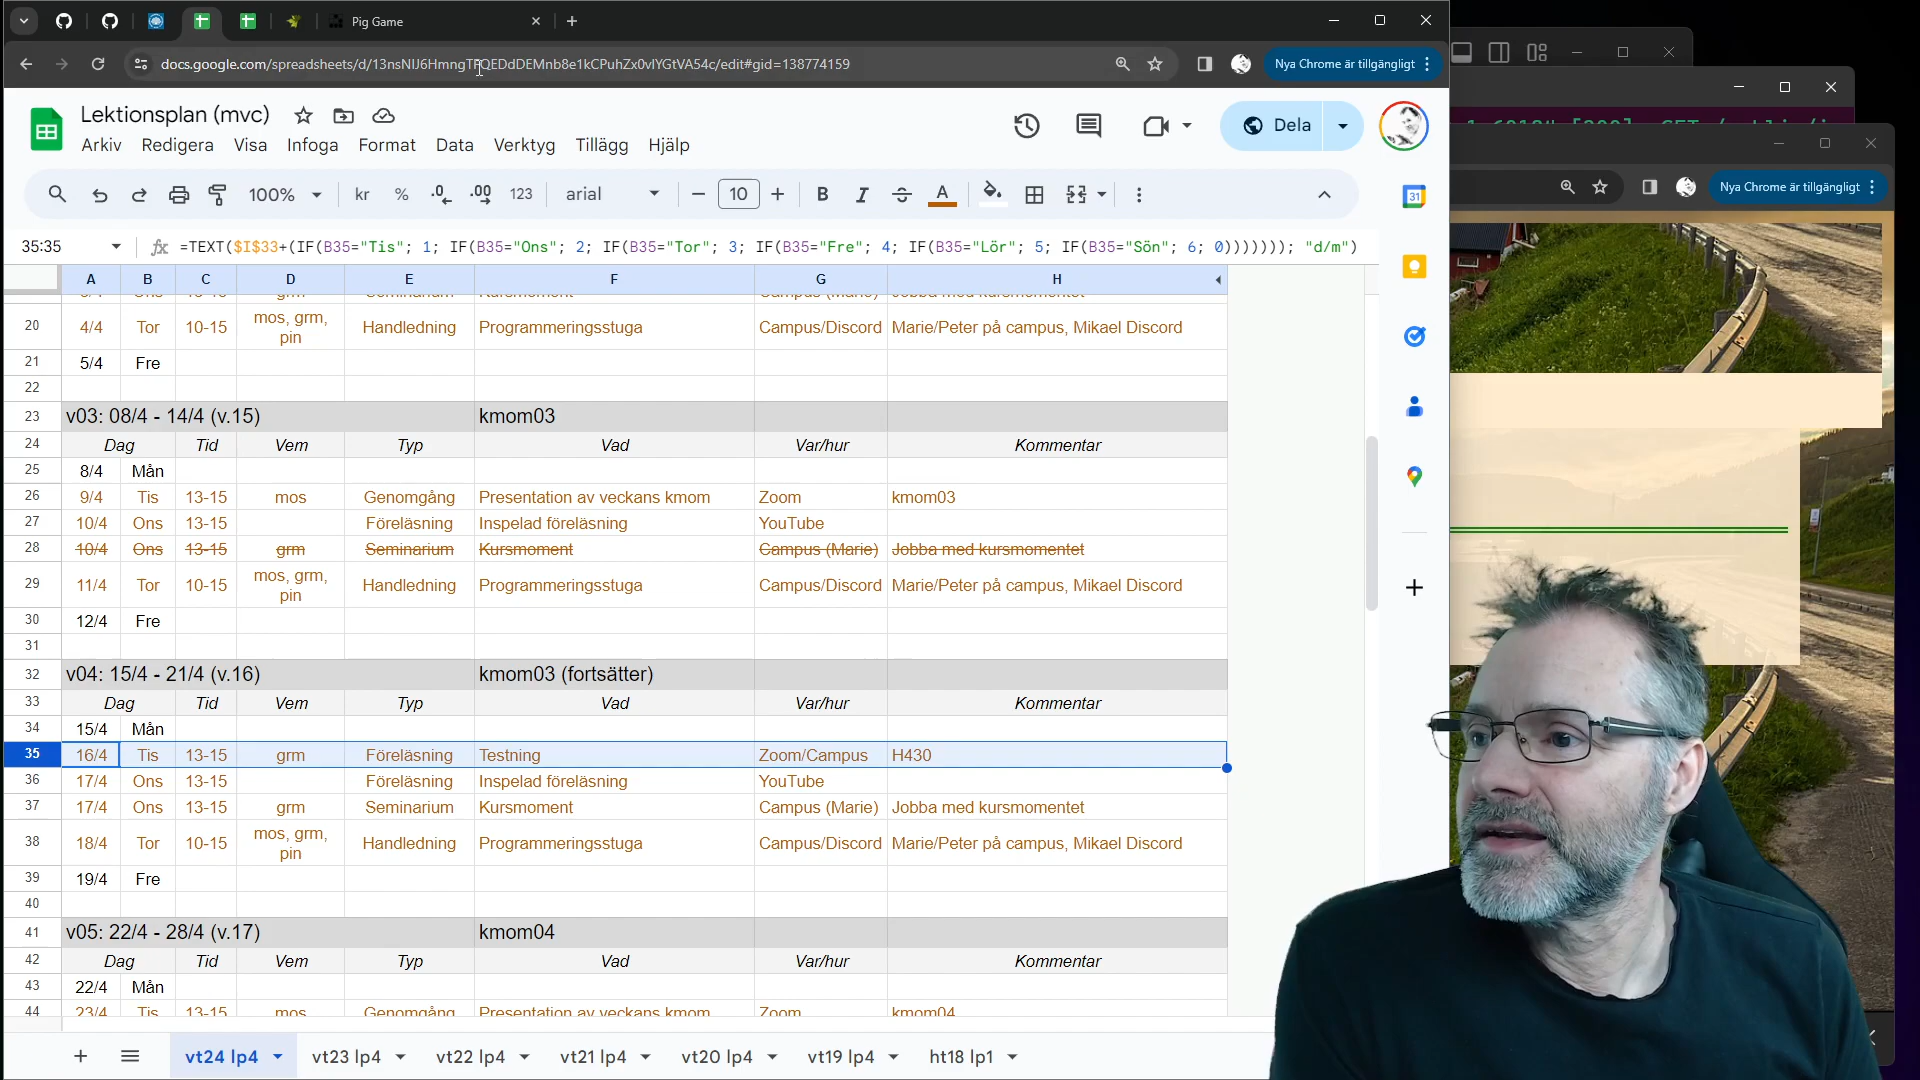 Pig Game
docs.google.com/spreadsheets/d/13nsNlJ6HmngTFQEDdDEMnb8e1kCPuhZx0vlYGtVA54c/edit#gid=138774159
Nya Chrome är tillgängligt
Lektionsplan (mvc)
Arkiv Redigera Visa Infoga Format Data Verktyg Tillägg Hjälp
Dela
100% kr % .0 .00 123 arial 10 B I A
Nya Chrome är tillgängligt
35:35 fx =TEXT($I$33+(IF(B35="Tis"; 1; IF(B35="Ons"; 2; IF(B35="Tor"; 3; IF(B35="Fre"; 4; IF(B35="Lör"; 5; IF(B35="Sön"; 6; 0))))))); "d/m")
A B C D E F G H
20 4/4 Tor 10-15 mos, grm, pin Handledning Programmeringsstuga Campus/Discord Marie/Peter på campus, Mikael Discord
21 5/4 Fre
22
23 v03: 08/4 - 14/4 (v.15) kmom03
24 Dag Tid Vem Typ Vad Var/hur Kommentar
25 8/4 Mån
26 9/4 Tis 13-15 mos Genomgång Presentation av veckans kmom Zoom kmom03
27 10/4 Ons 13-15 Föreläsning Inspelad föreläsning YouTube
28 10/4 Ons 13-15 grm Seminarium Kursmoment Campus (Marie) Jobba med kursmomentet
29 11/4 Tor 10-15 mos, grm, pin Handledning Programmeringsstuga Campus/Discord Marie/Peter på campus, Mikael Discord
30 12/4 Fre
31
32 v04: 15/4 - 21/4 (v.16) kmom03 (fortsätter)
33 Dag Tid Vem Typ Vad Var/hur Kommentar
34 15/4 Mån
35 16/4 Tis 13-15 grm Föreläsning Testning Zoom/Campus H430
36 17/4 Ons 13-15 Föreläsning Inspelad föreläsning YouTube
37 17/4 Ons 13-15 grm Seminarium Kursmoment Campus (Marie) Jobba med kursmomentet
38 18/4 Tor 10-15 mos, grm, pin Handledning Programmeringsstuga Campus/Discord Marie/Peter på campus, Mikael Discord
39 19/4 Fre
40
41 v05: 22/4 - 28/4 (v.17) kmom04
42 Dag Tid Vem Typ Vad Var/hur Kommentar
43 22/4 Mån
44 23/4 Tis 13-15 mos Genomgång Presentation av veckans kmom Zoom kmom04
vt24 lp4 vt23 lp4 vt22 lp4 vt21 lp4 vt20 lp4 vt19 lp4 ht18 lp1